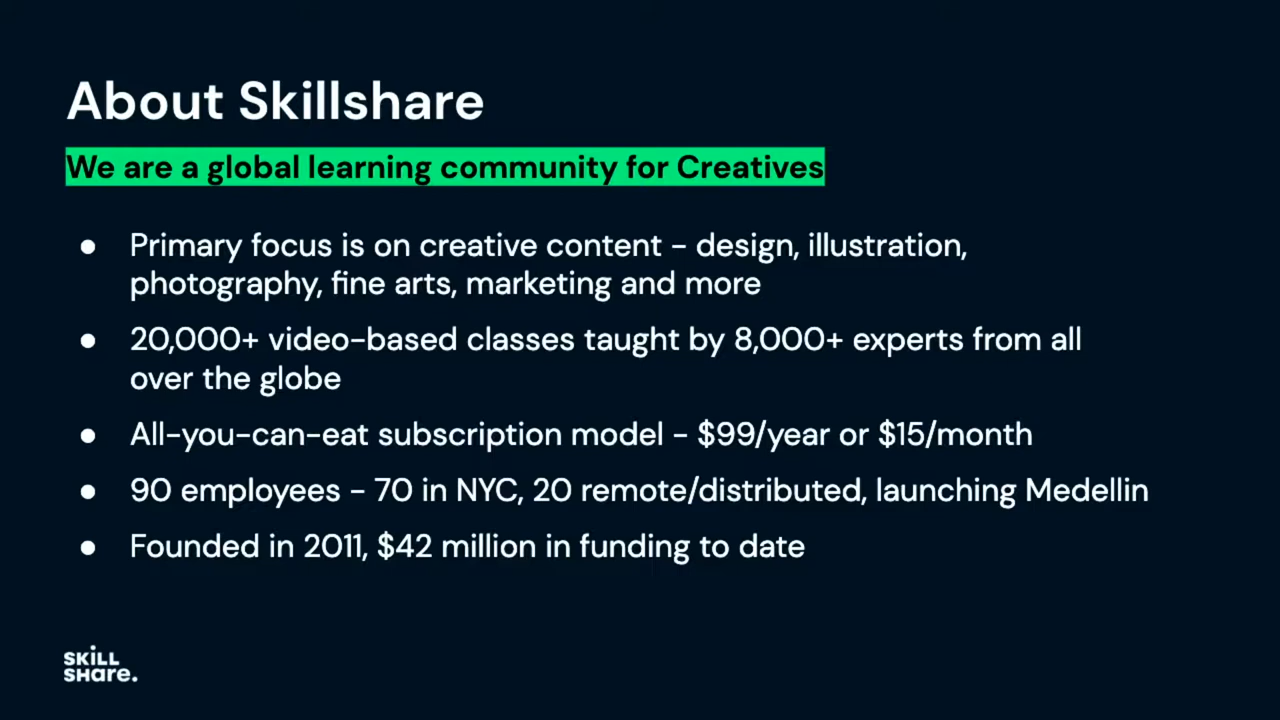 About Skillshare
We are a global learning community for Creatives
● Primary focus is on creative content – design, illustration,
photography, fine arts, marketing and more
● 20,000+ video-based classes taught by 8,000+ experts from all
over the globe
● All-you-can-eat subscription model – $99/year or $15/month
● 90 employees – 70 in NYC, 20 remote/distributed, launching Medellin
● Founded in 2011, $42 million in funding to date
SKILL
SHare.